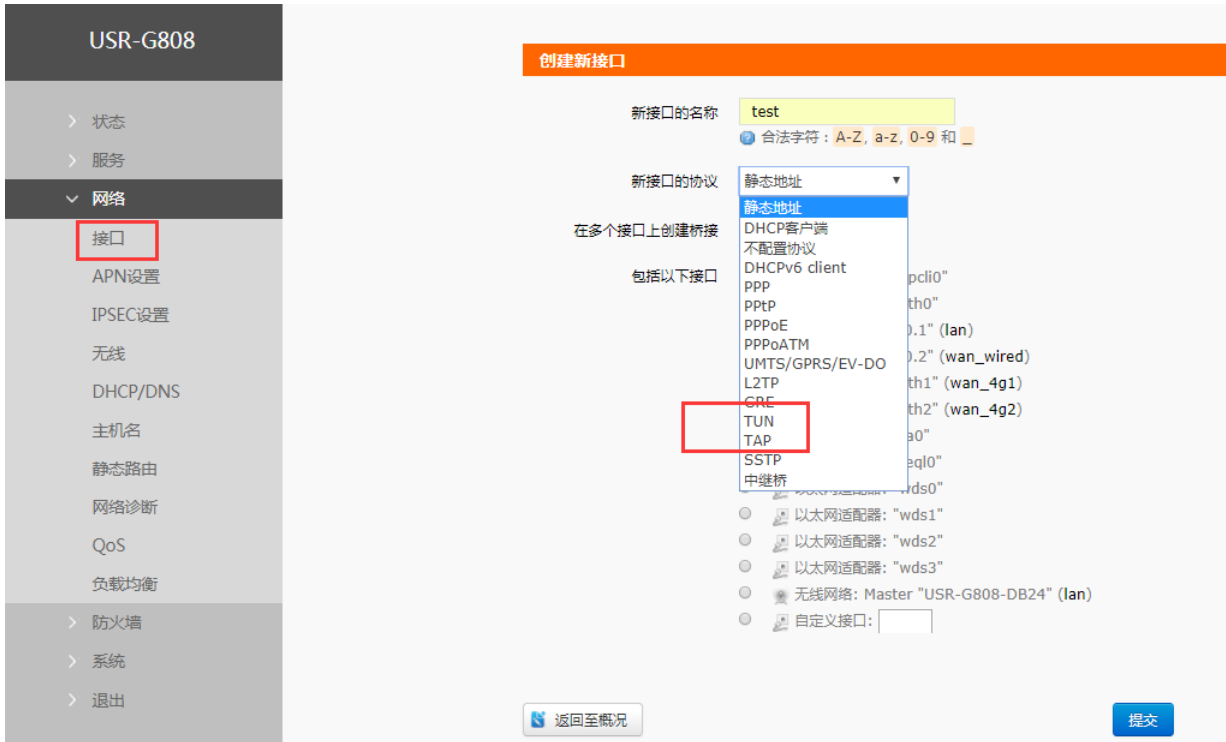 USR-G808
状态
服务
网络
接口
APN设置
IPSEC设置
无线
DHCP/DNS
主机名
静态路由
网络诊断
QoS
负载均衡
防火墙
系统
退出
创建新接口
新接口的名称
test
合法字符：A-Z, a-z, 0-9 和 _
新接口的协议
静态地址
静态地址
DHCP客户端
不配置协议
DHCPv6 client
PPP
PPtP
PPPoE
PPPoATM
UMTS/GPRS/EV-DO
L2TP
GRE
TUN
TAP
SSTP
中继桥
在多个接口上创建桥接
包括以下接口
pcli0"
th0"
0.1" (lan)
0.2" (wan_wired)
th1" (wan_4g1)
th2" (wan_4g2)
a0"
eql0"
以太网适配器: "wds0"
以太网适配器: "wds1"
以太网适配器: "wds2"
以太网适配器: "wds3"
无线网络: Master "USR-G808-DB24" (lan)
自定义接口:
返回至概况
提交